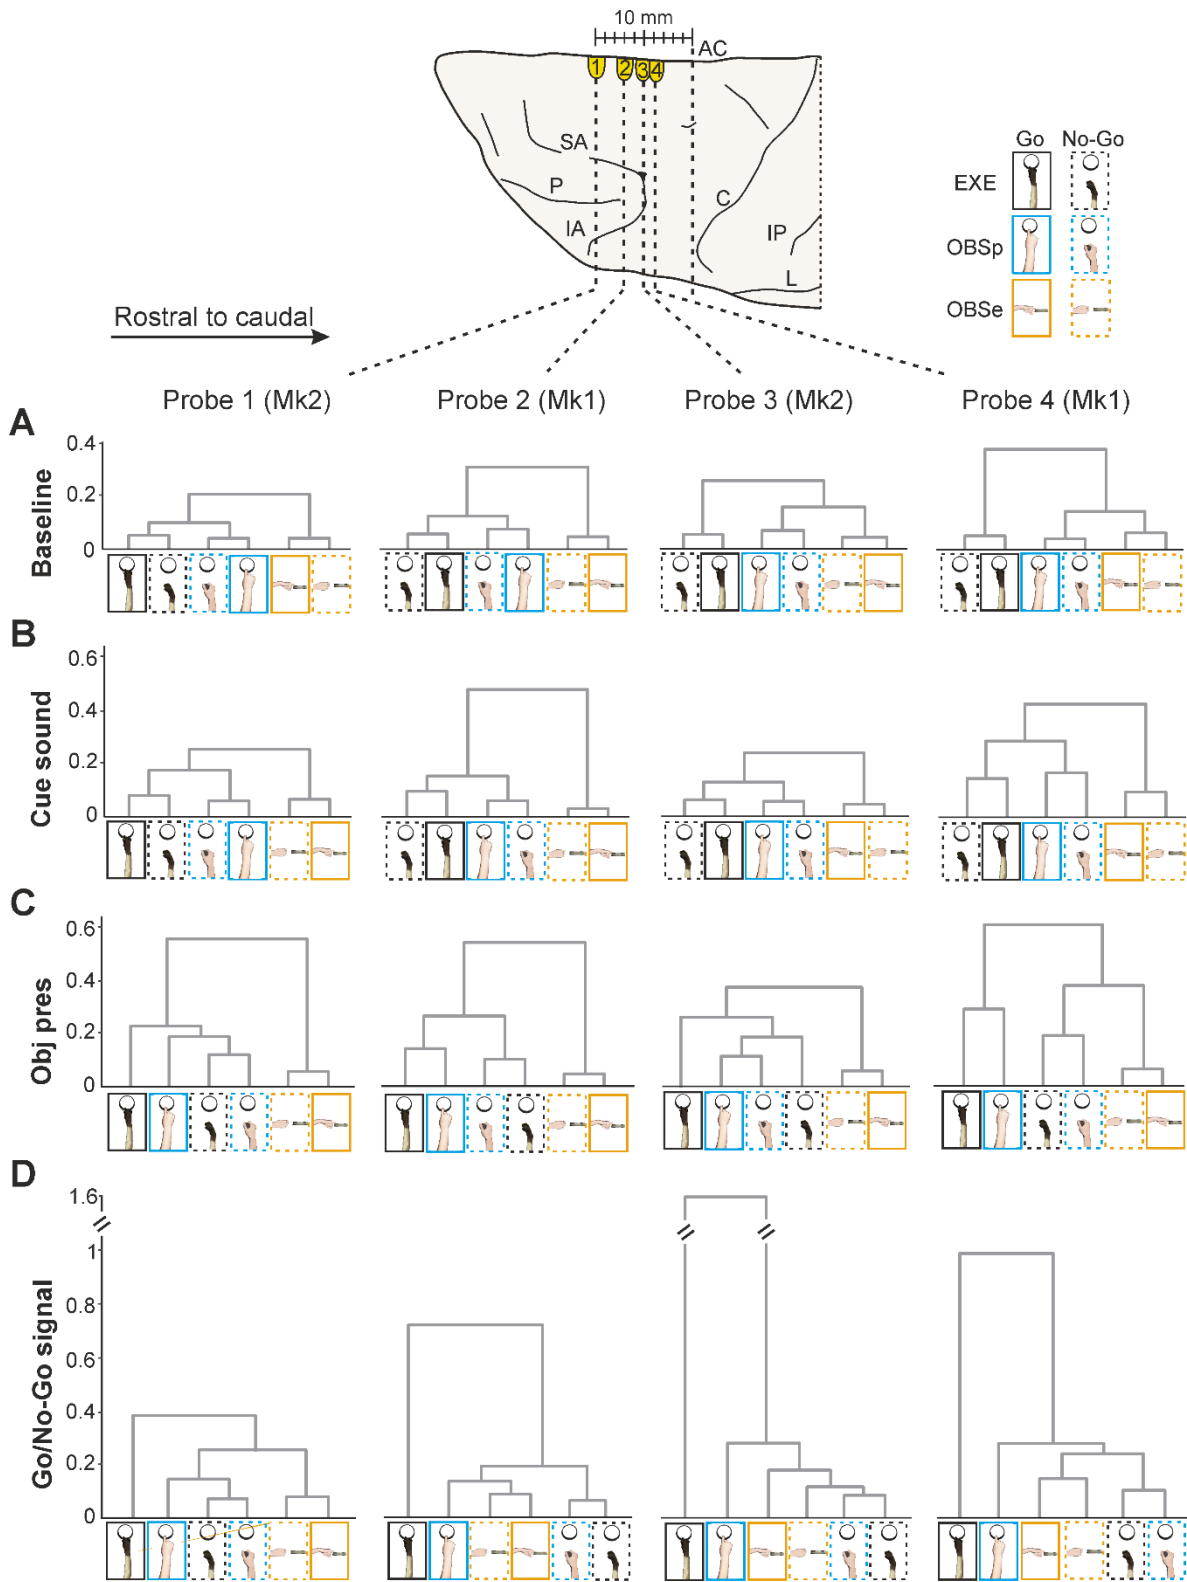 10 mm
AC
1 2 3 4
SA
P
IA
C
IP
L
Go No-Go
EXE
OBSp
OBSe
Rostral to caudal
Probe 1 (Mk2) Probe 2 (Mk1) Probe 3 (Mk2) Probe 4 (Mk1)
A
Baseline
0.4
0.2
0
B
Cue sound
0.6
0.4
0.2
0
C
Obj pres
0.6
0.4
0.2
0
D
Go/No-Go signal
1.6
1
0.8
0.6
0.4
0.2
0